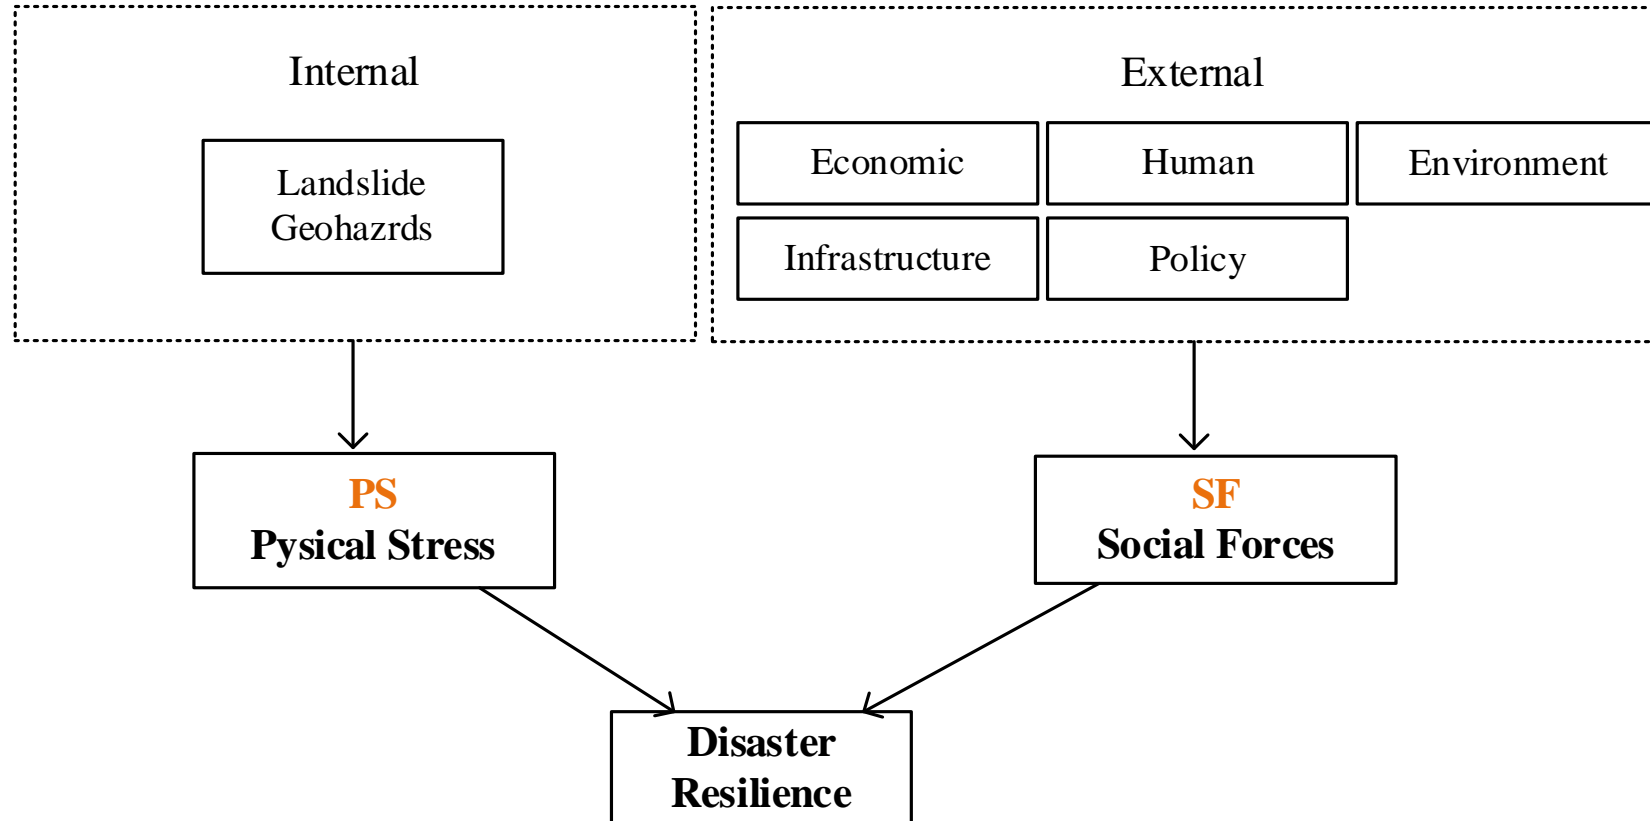 Internal
Landslide
Geohazrds
External
Economic
Human
Environment
Infrastructure
Policy
PS
Pysical Stress
SF
Social Forces
Disaster
Resilience